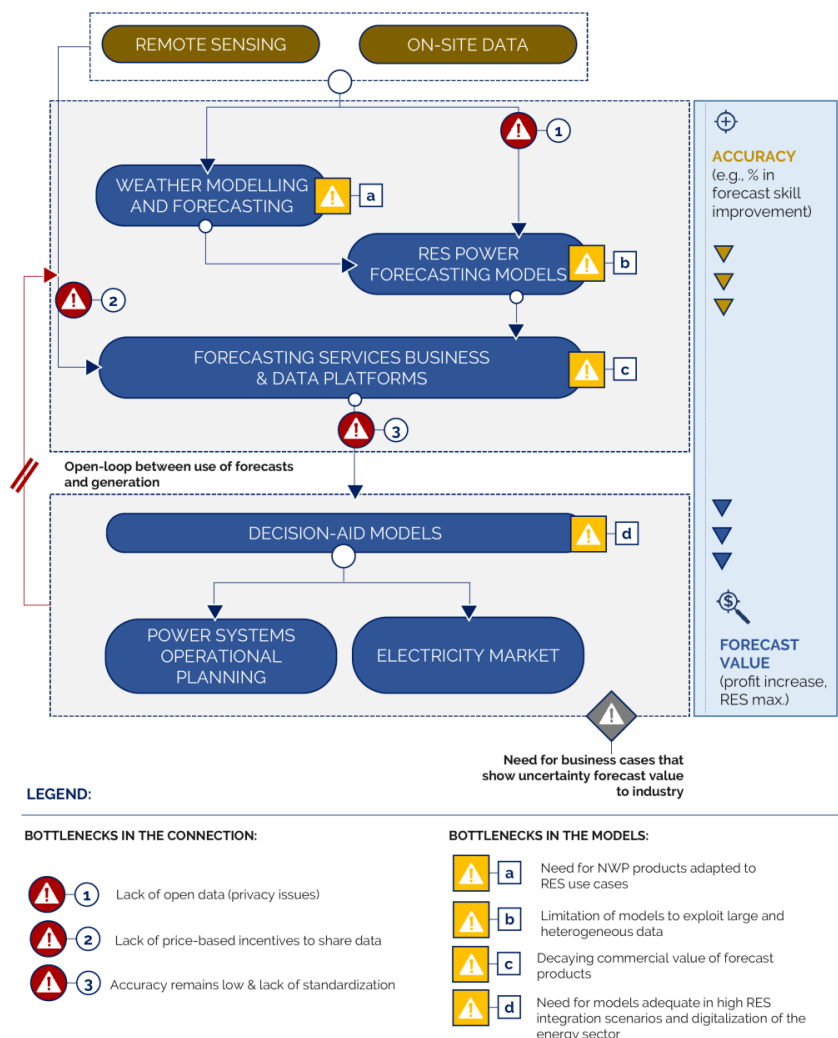 REMOTE SENSING
ON-SITE DATA
1
WEATHER MODELLING
AND FORECASTING
a
RES POWER
FORECASTING MODELS
b
2
FORECASTING SERVICES BUSINESS
& DATA PLATFORMS
c
3
Open-loop between use of forecasts
and generation
DECISION-AID MODELS
d
POWER SYSTEMS
OPERATIONAL
PLANNING
ELECTRICITY MARKET
ACCURACY
(e.g., % in
forecast skill
improvement)
$
FORECAST
VALUE
(profit increase,
RES max.)
Need for business cases that
show uncertainty forecast value
to industry
LEGEND:
BOTTLENECKS IN THE CONNECTION:
1
Lack of open data (privacy issues)
2
Lack of price-based incentives to share data
3
Accuracy remains low & lack of standardization
BOTTLENECKS IN THE MODELS:
a
Need for NWP products adapted to
RES use cases
b
Limitation of models to exploit large and
heterogeneous data
c
Decaying commercial value of forecast
products
d
Need for models adequate in high RES
integration scenarios and digitalization of the
energy sector